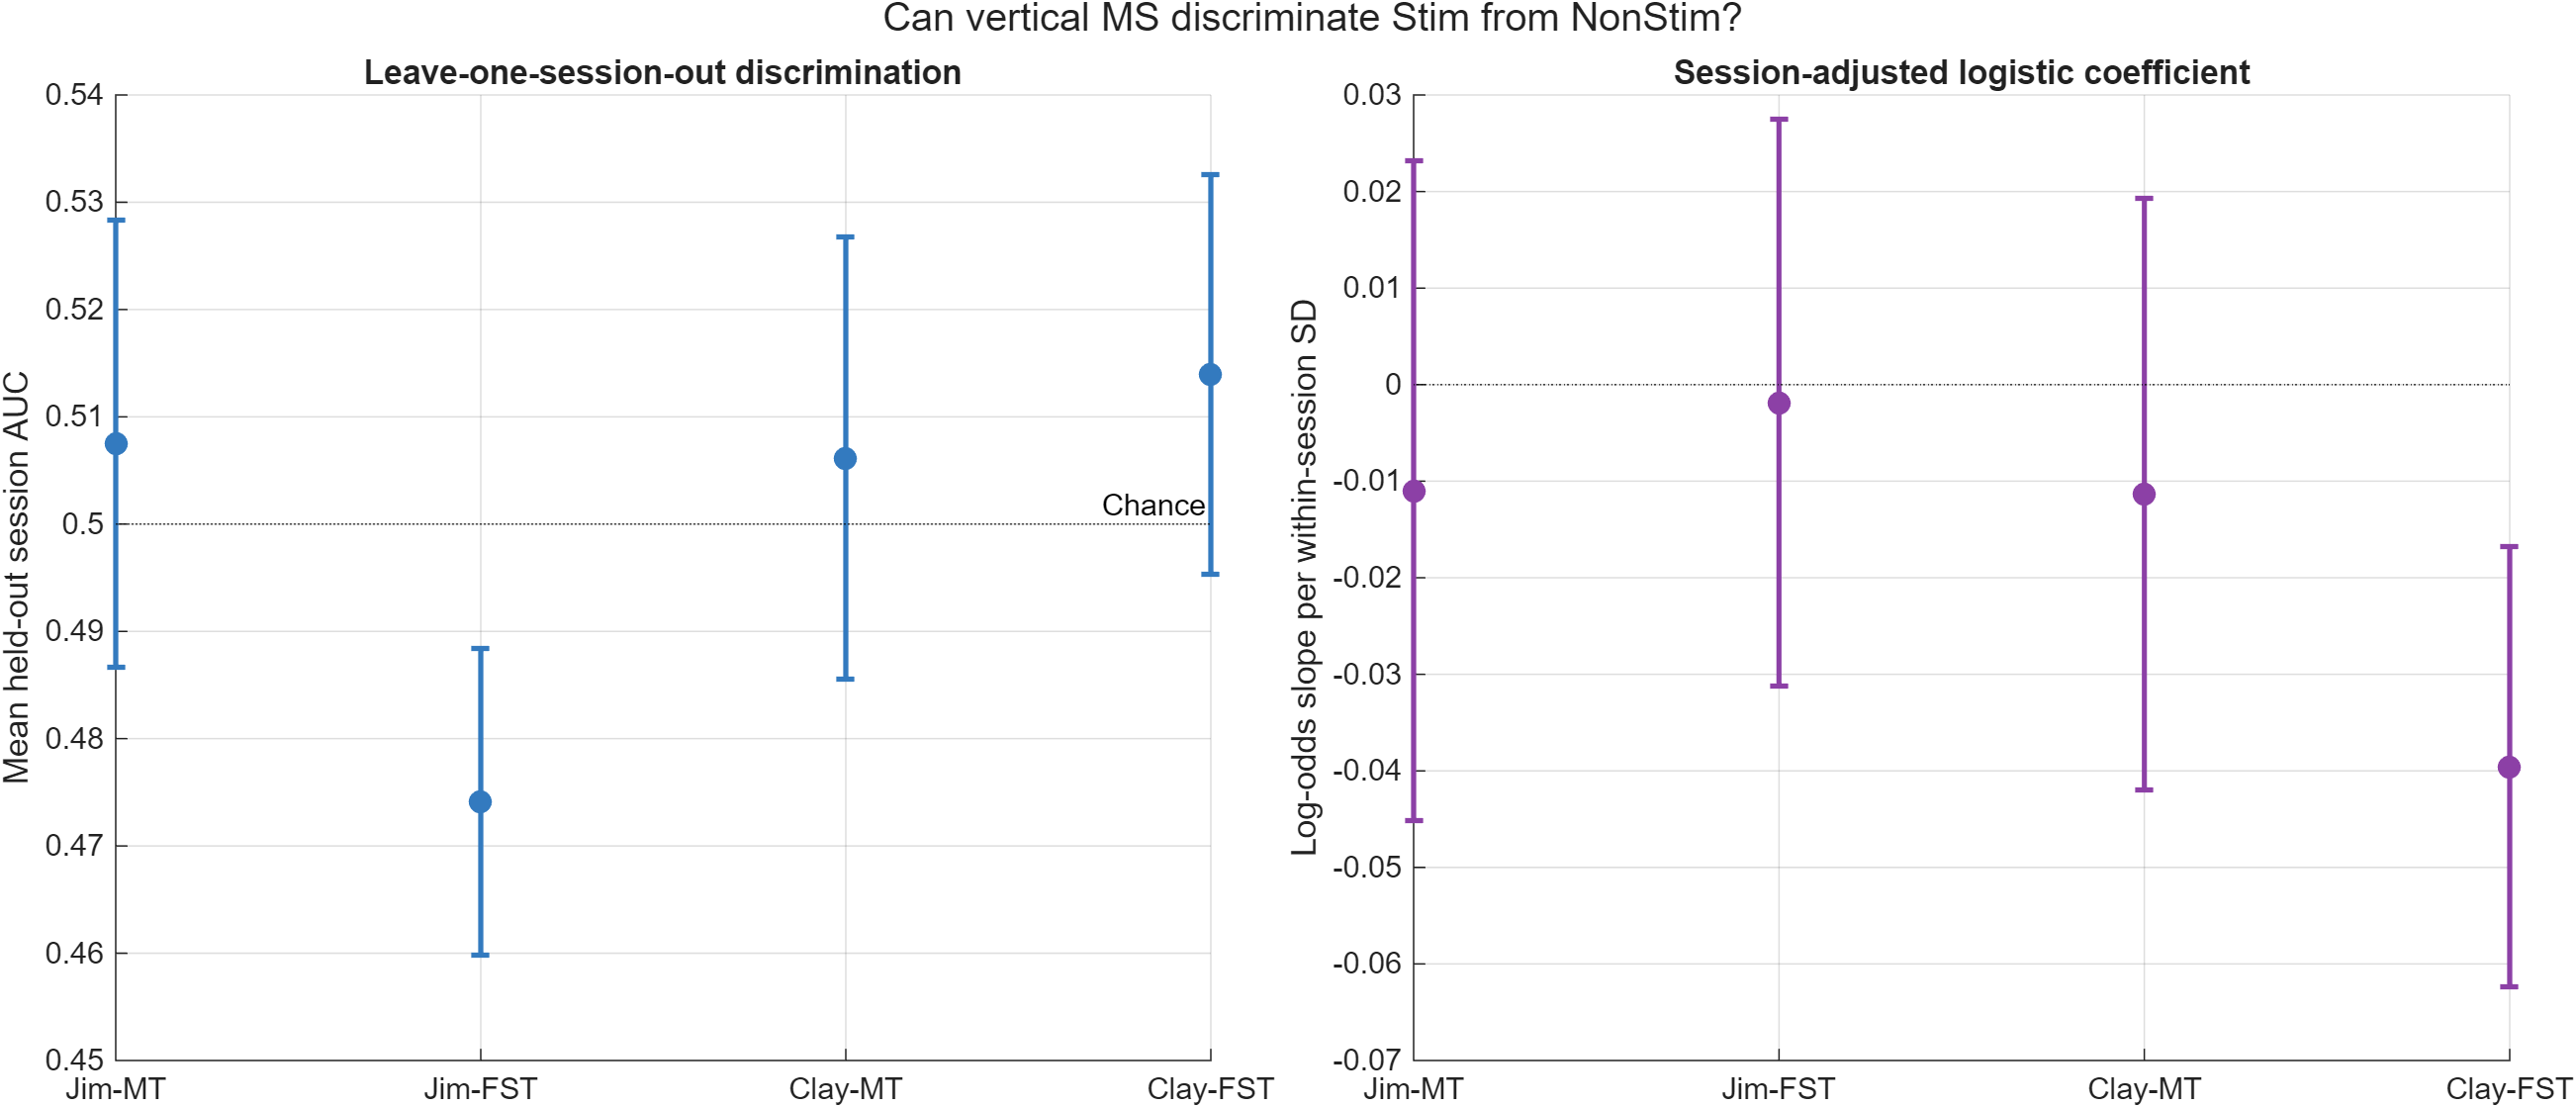 Can vertical MS discriminate Stim from NonStim?
Leave-one-session-out discrimination
Mean held-out session AUC
0.54
0.53
0.52
0.51
0.5
0.49
0.48
0.47
0.46
0.45
Chance
Jim-MT
Jim-FST
Clay-MT
Clay-FST
Session-adjusted logistic coefficient
Log-odds slope per within-session SD
0.03
0.02
0.01
0
-0.01
-0.02
-0.03
-0.04
-0.05
-0.06
-0.07
Jim-MT
Jim-FST
Clay-MT
Clay-FST